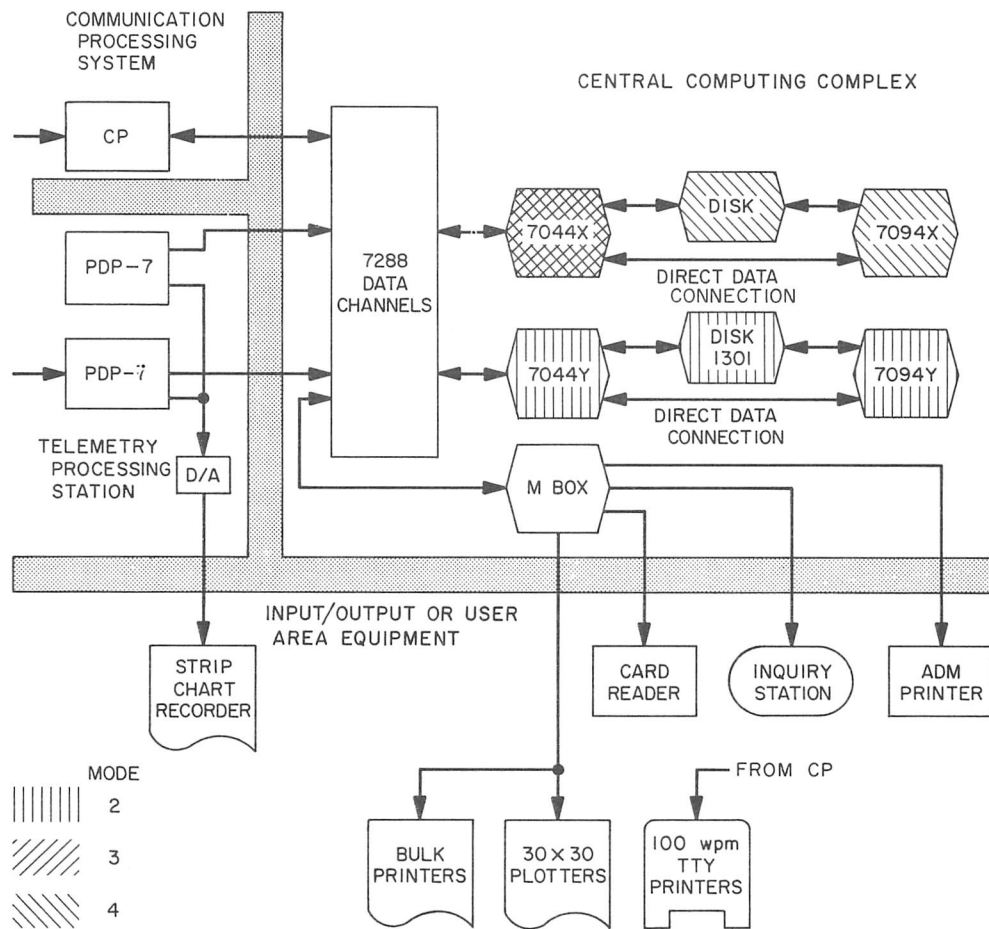 COMMUNICATION
PROCESSING
SYSTEM
CENTRAL COMPUTING COMPLEX
CP
7288
DATA
CHANNELS
7044X
DISK
7094X
DIRECT DATA
CONNECTION
PDP-7
PDP-7
7044Y
DISK
1301
7094Y
DIRECT DATA
CONNECTION
TELEMETRY
PROCESSING
STATION
D/A
M BOX
INPUT/OUTPUT OR USER
AREA EQUIPMENT
STRIP
CHART
RECORDER
CARD
READER
INQUIRY
STATION
ADM
PRINTER
MODE
2
3
4
FROM CP
BULK
PRINTERS
30×30
PLOTTERS
100 wpm
TTY
PRINTERS